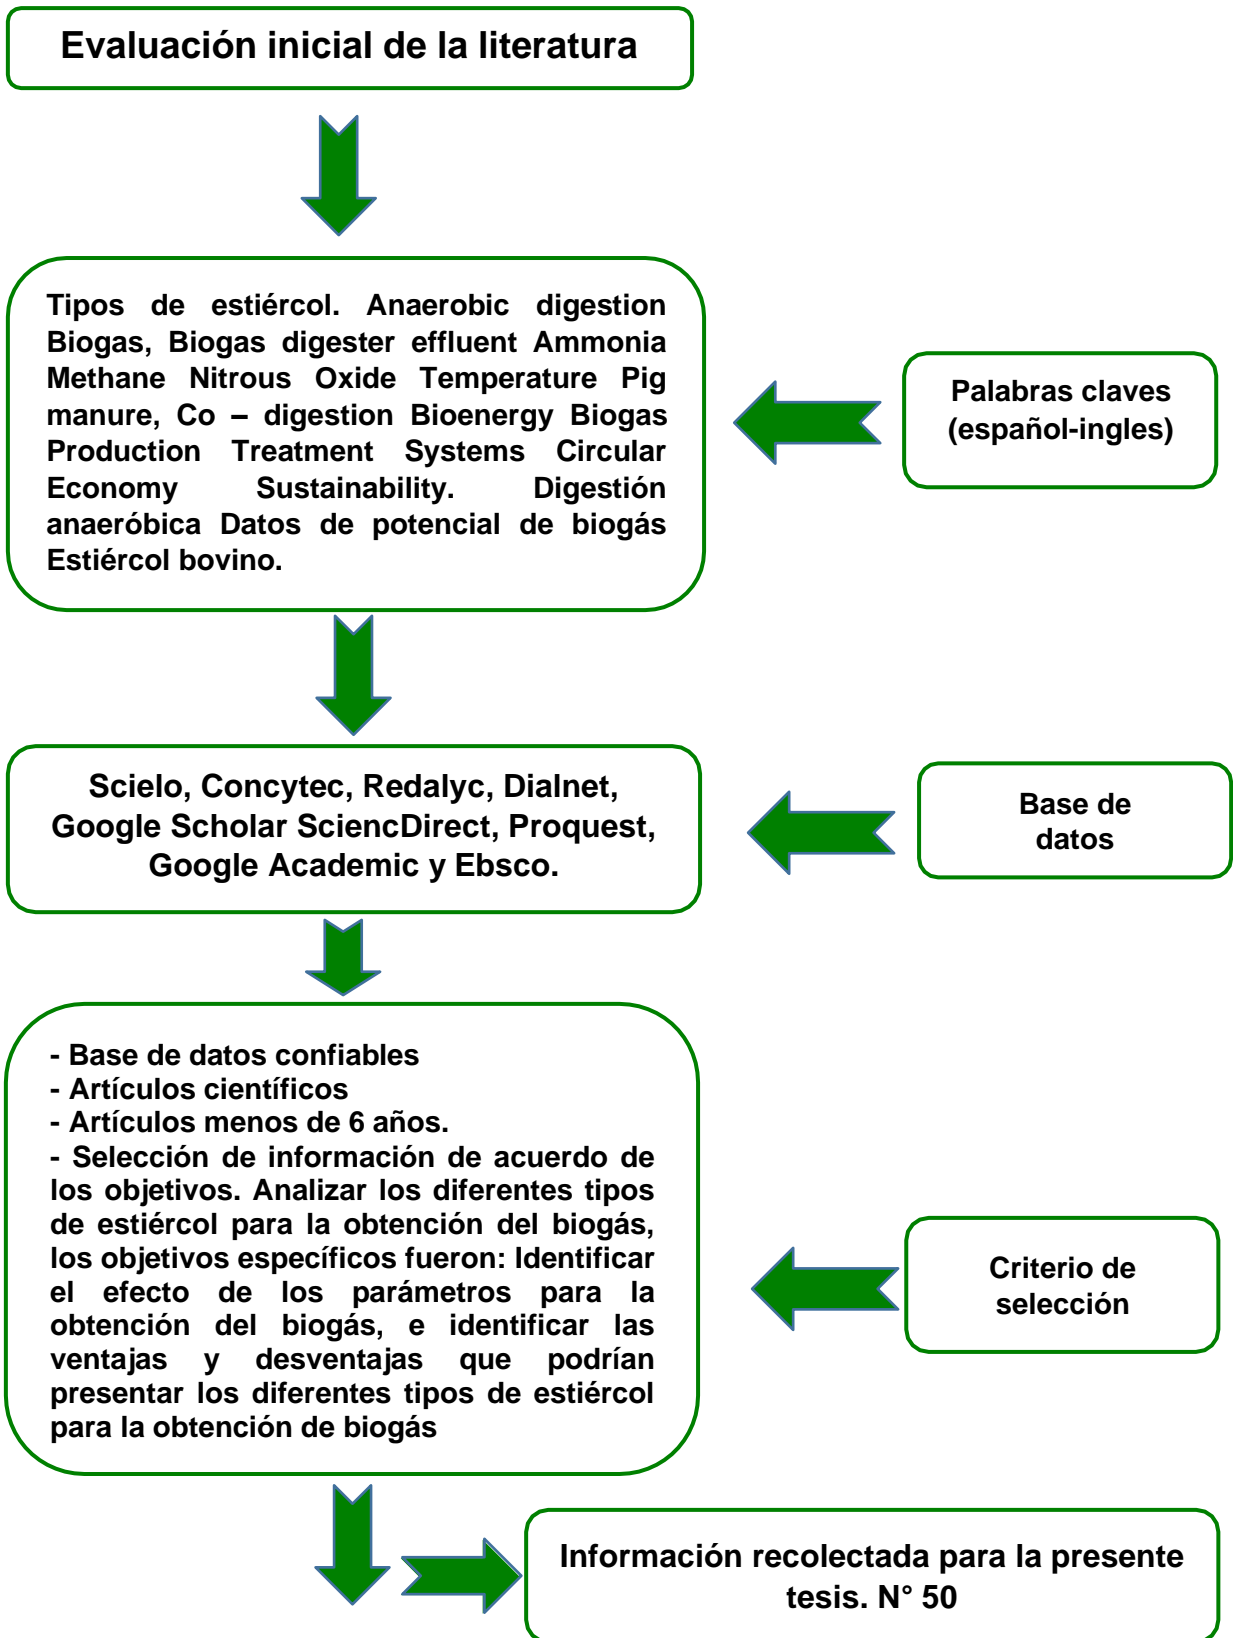 Evaluación inicial de la literatura
Tipos de estiércol. Anaerobic digestion
Biogas, Biogas digester effluent Ammonia
Methane Nitrous Oxide Temperature Pig
manure, Co – digestion Bioenergy Biogas
Production Treatment Systems Circular
Economy Sustainability. Digestión
anaeróbica Datos de potencial de biogás
Estiércol bovino.
Palabras claves
(español-ingles)
Scielo, Concytec, Redalyc, Dialnet,
Google Scholar SciencDirect, Proquest,
Google Academic y Ebsco.
Base de
datos
- Base de datos confiables
- Artículos científicos
- Artículos menos de 6 años.
- Selección de información de acuerdo de
los objetivos. Analizar los diferentes tipos
de estiércol para la obtención del biogás,
los objetivos específicos fueron: Identificar
el efecto de los parámetros para la
obtención del biogás, e identificar las
ventajas y desventajas que podrían
presentar los diferentes tipos de estiércol
para la obtención de biogás
Criterio de
selección
Información recolectada para la presente
tesis. N° 50